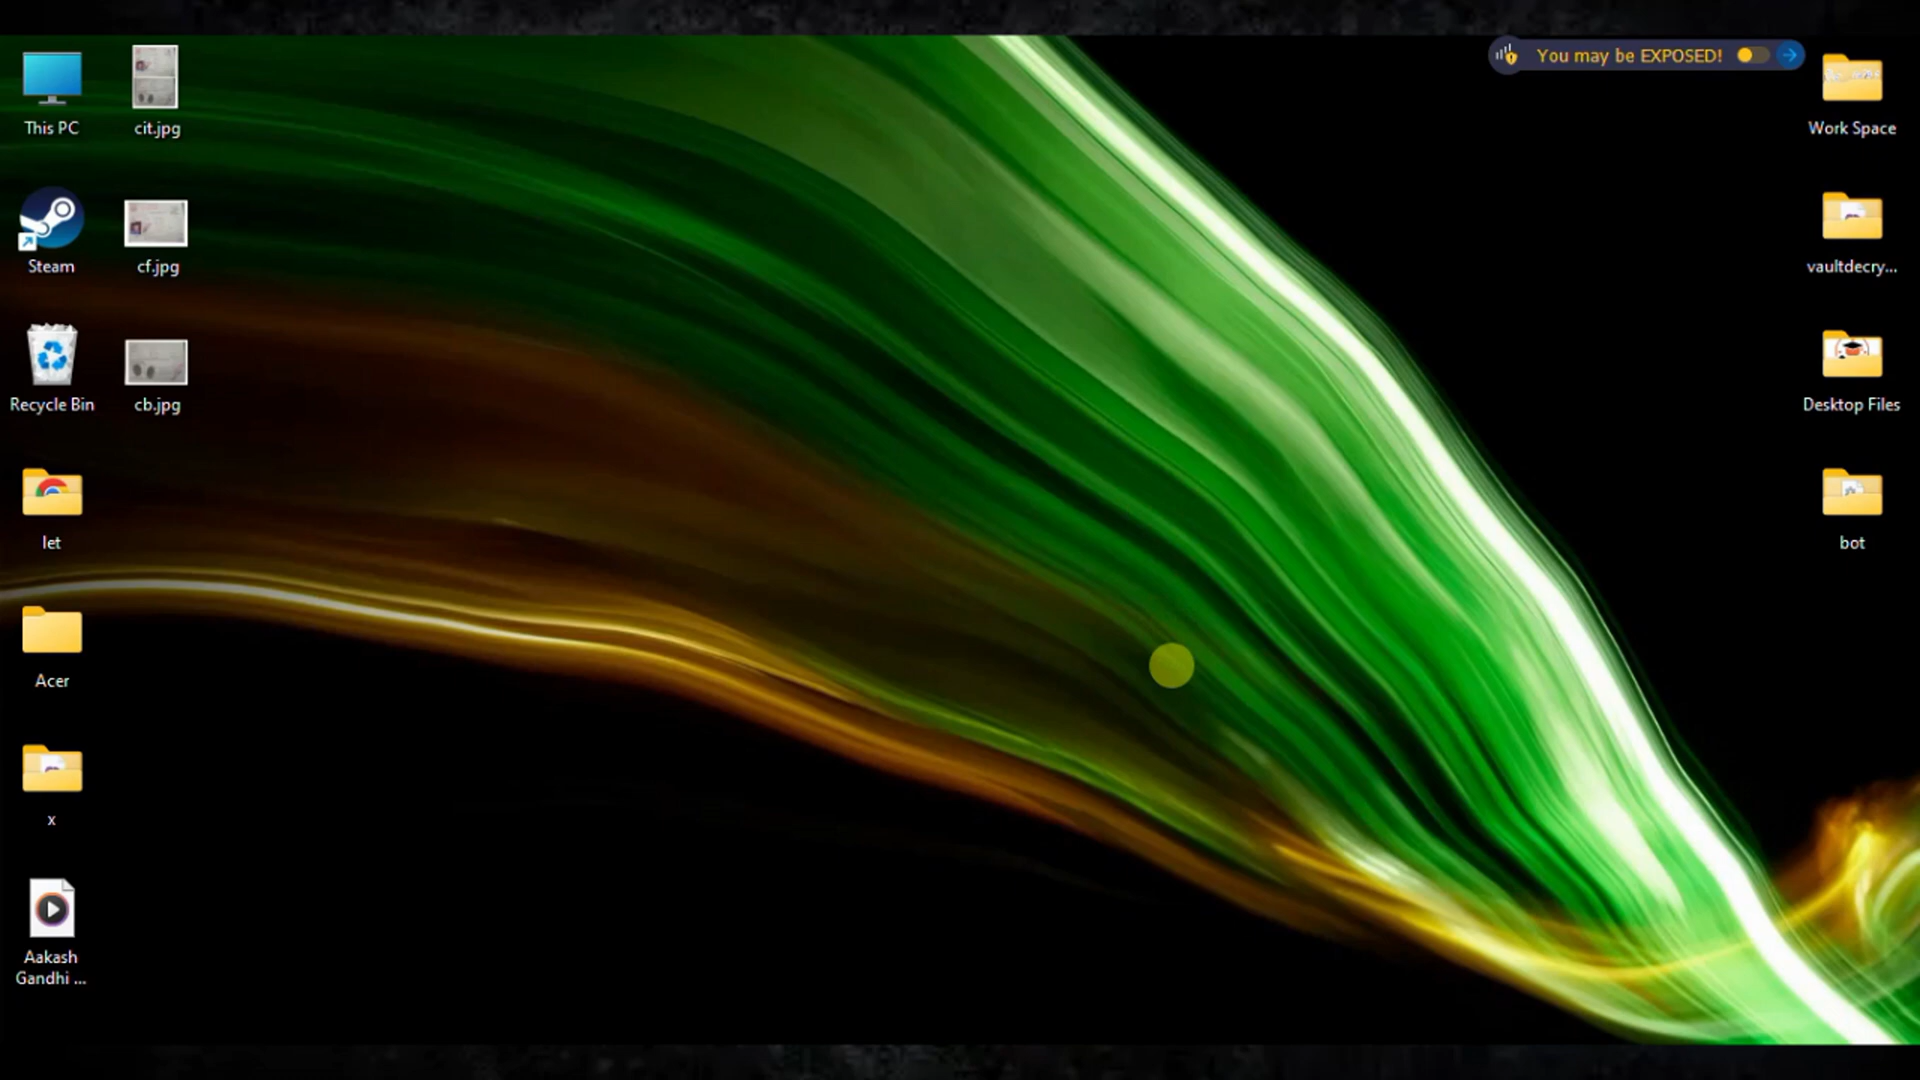 You may be EXPOSED!
This PC
cit.jpg
Work Space
Steam
cf.jpg
vaultdecry...
Recycle Bin
cb.jpg
Desktop Files
let
bot
Acer
x
Aakash
Gandhi ...